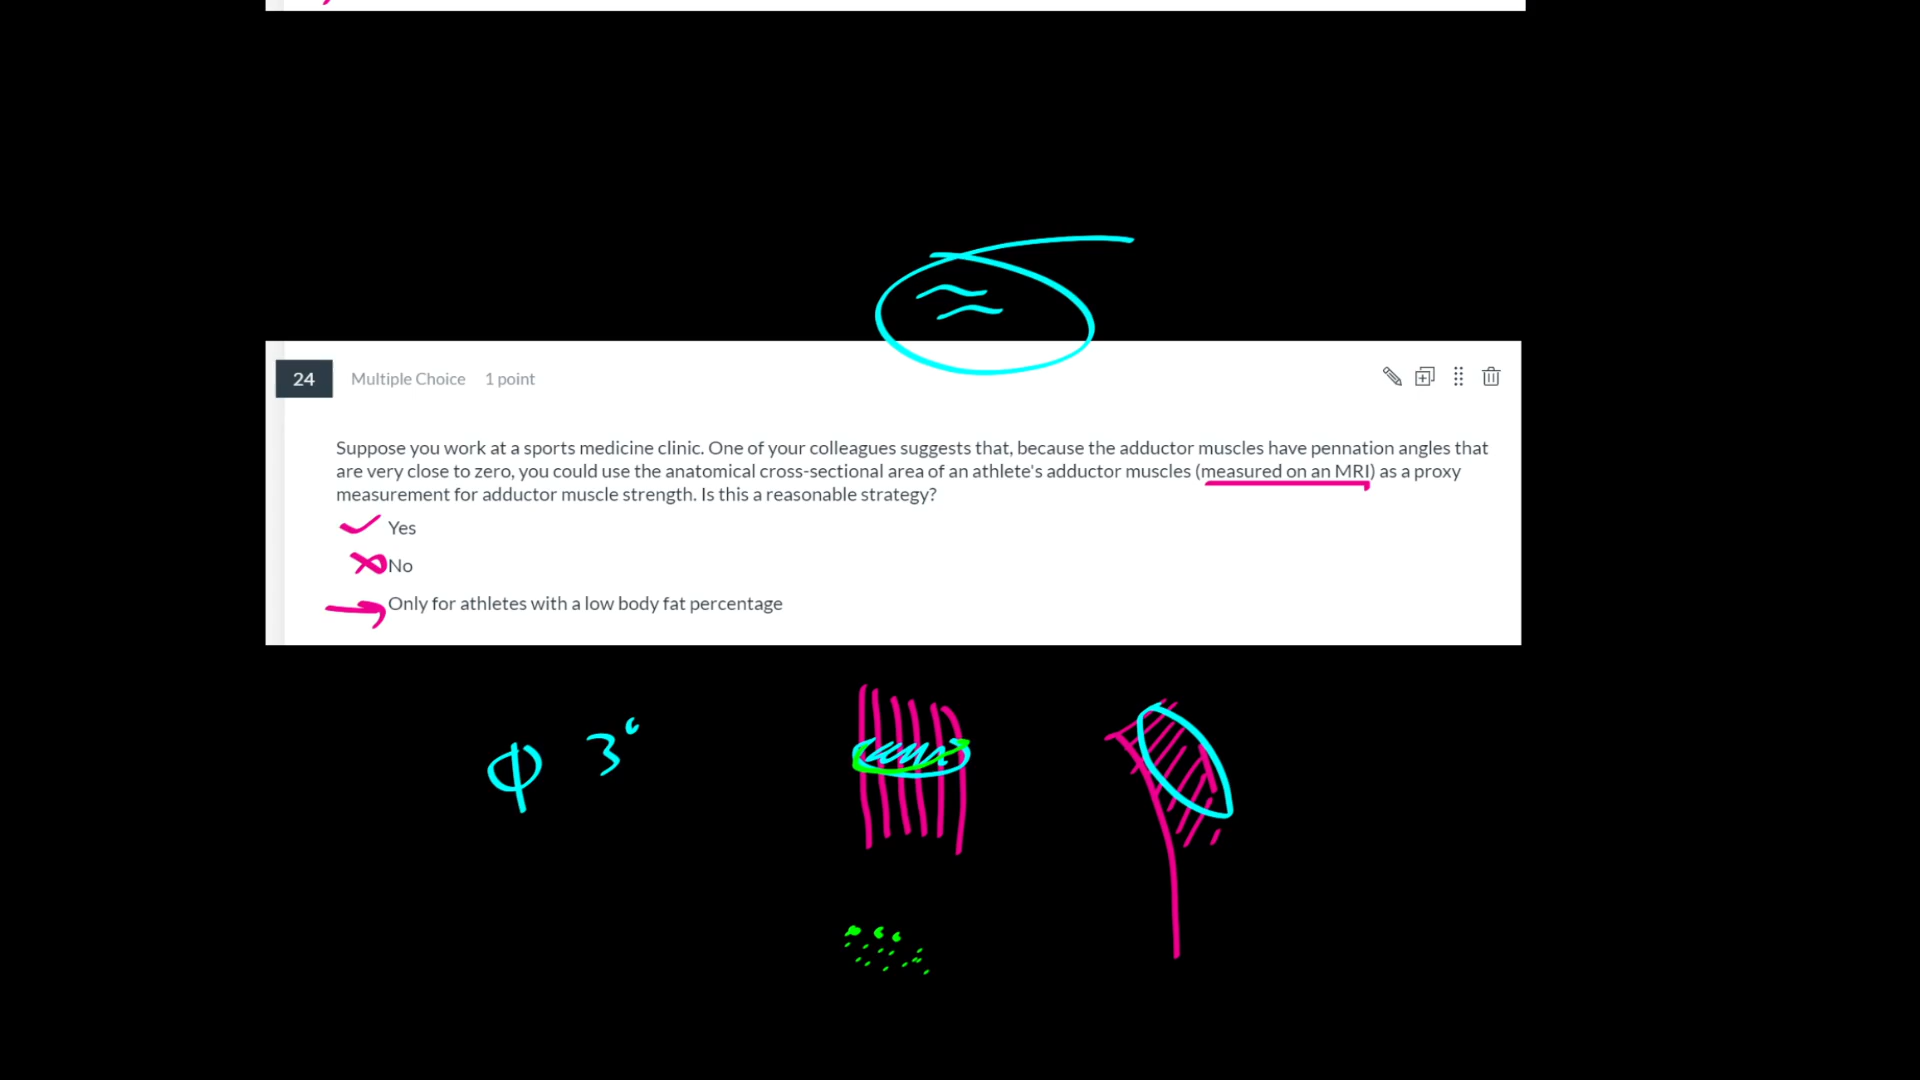 ≈
24 Multiple Choice 1 point
Suppose you work at a sports medicine clinic. One of your colleagues suggests that, because the adductor muscles have pennation angles that
are very close to zero, you could use the anatomical cross-sectional area of an athlete's adductor muscles (measured on an MRI) as a proxy
measurement for adductor muscle strength. Is this a reasonable strategy?
Yes
No
Only for athletes with a low body fat percentage
ϕ 3°